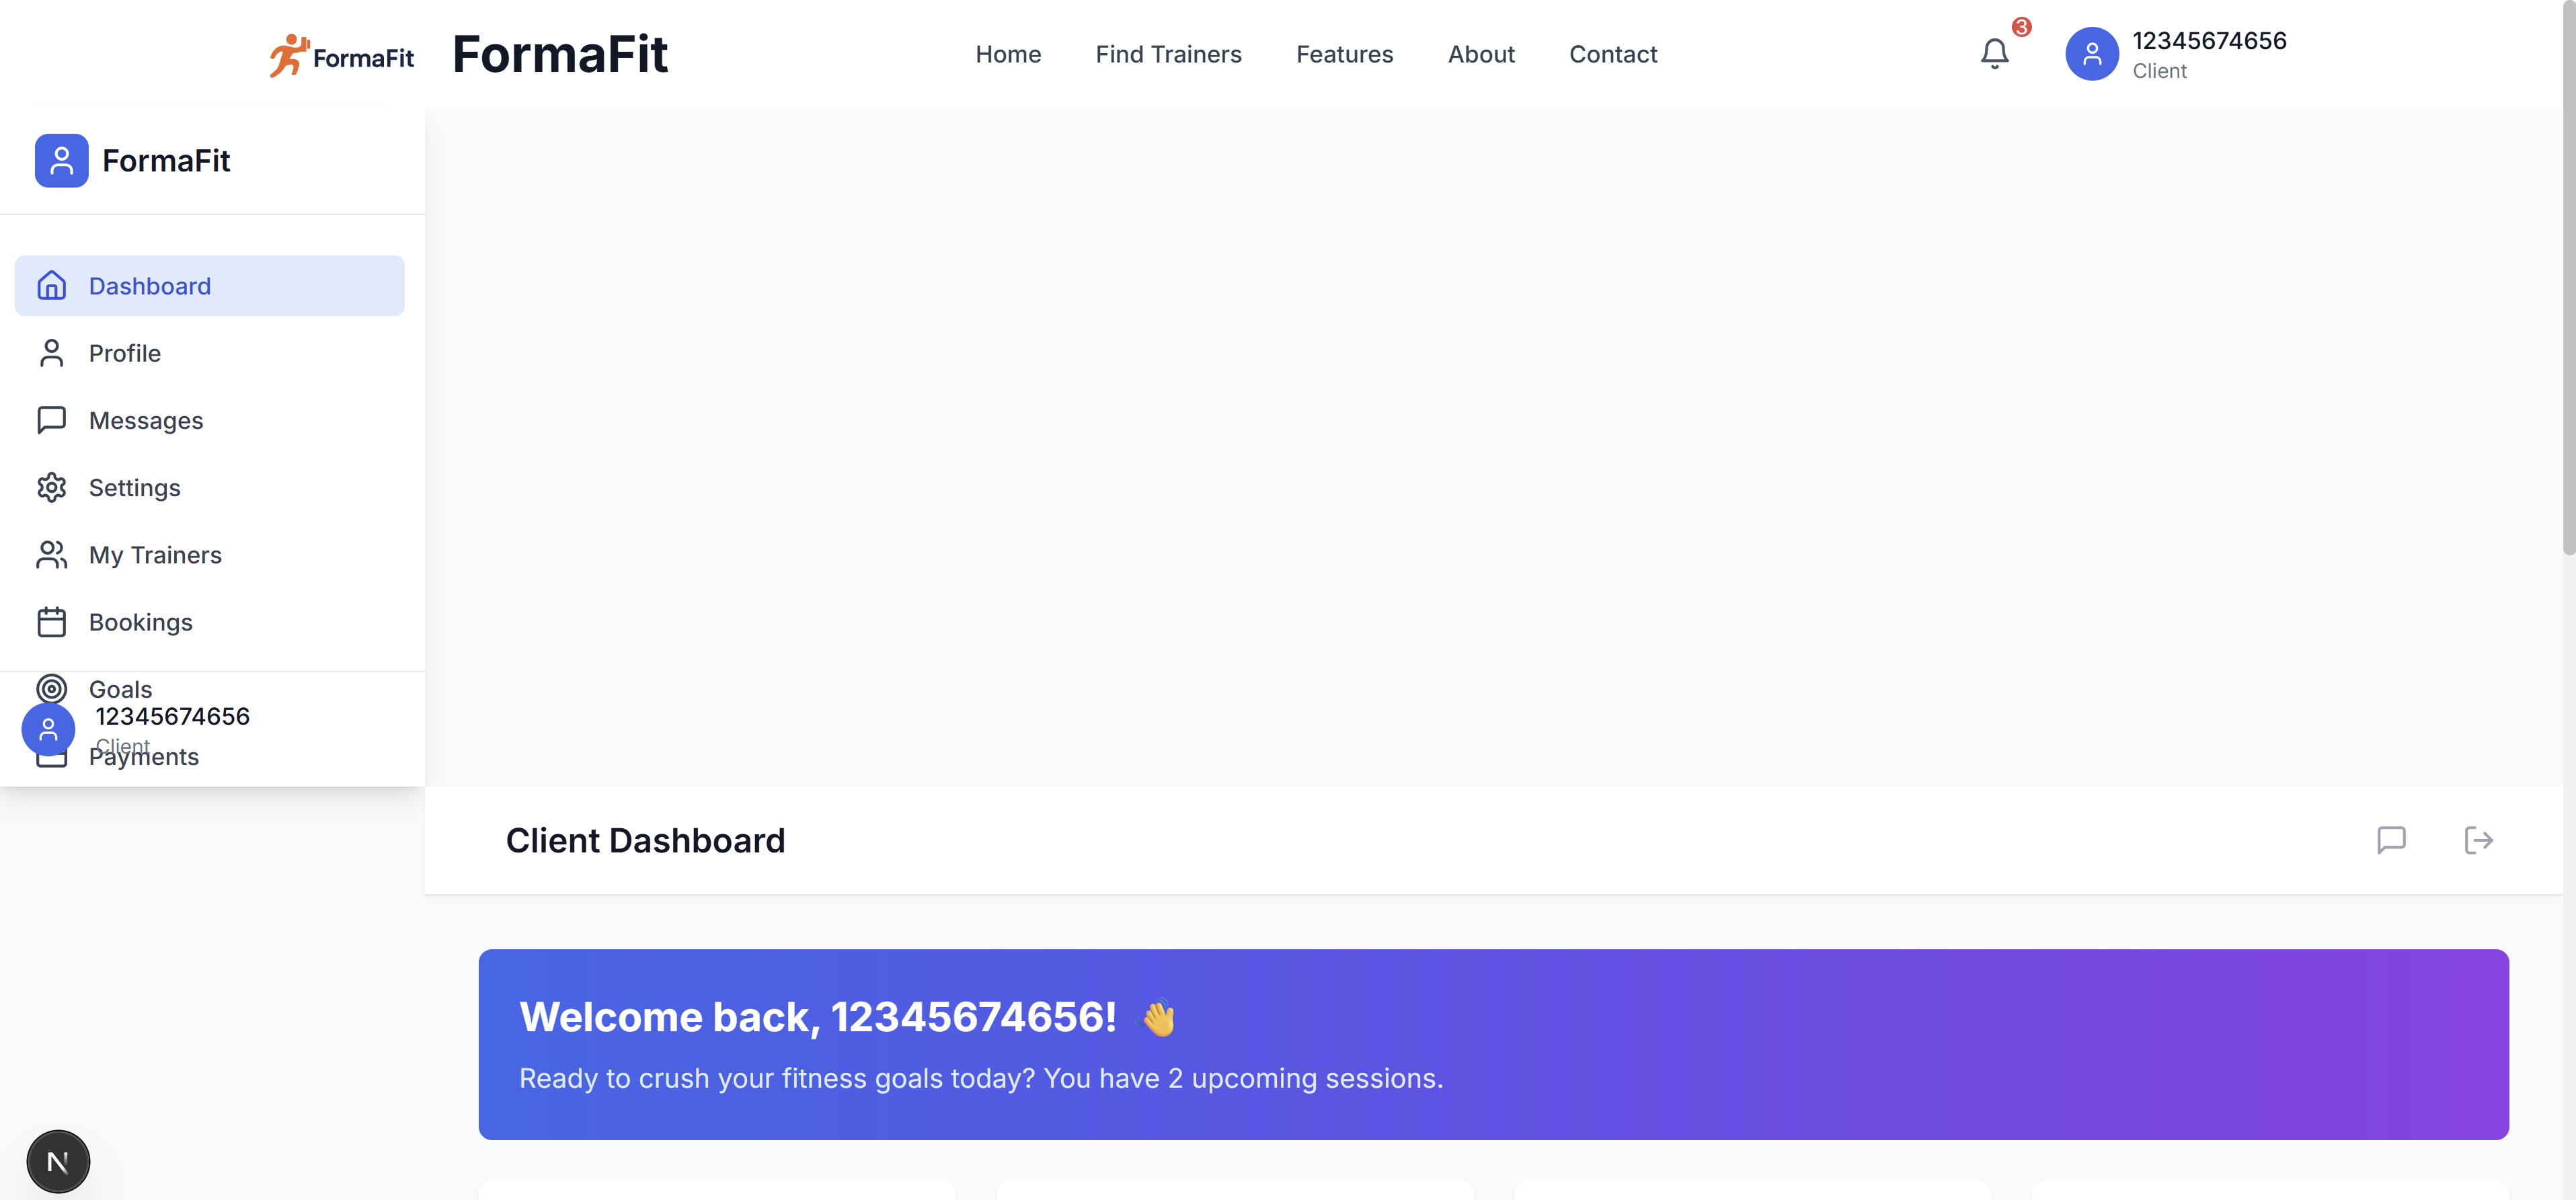 FormaFit
FormaFit
Home
Find Trainers
Features
About
Contact
3
12345674656
Client
FormaFit
Dashboard
Profile
Messages
Settings
My Trainers
Bookings
Goals
12345674656
Client
Payments
Client Dashboard
Welcome back, 12345674656! 👋
Ready to crush your fitness goals today? You have 2 upcoming sessions.
N